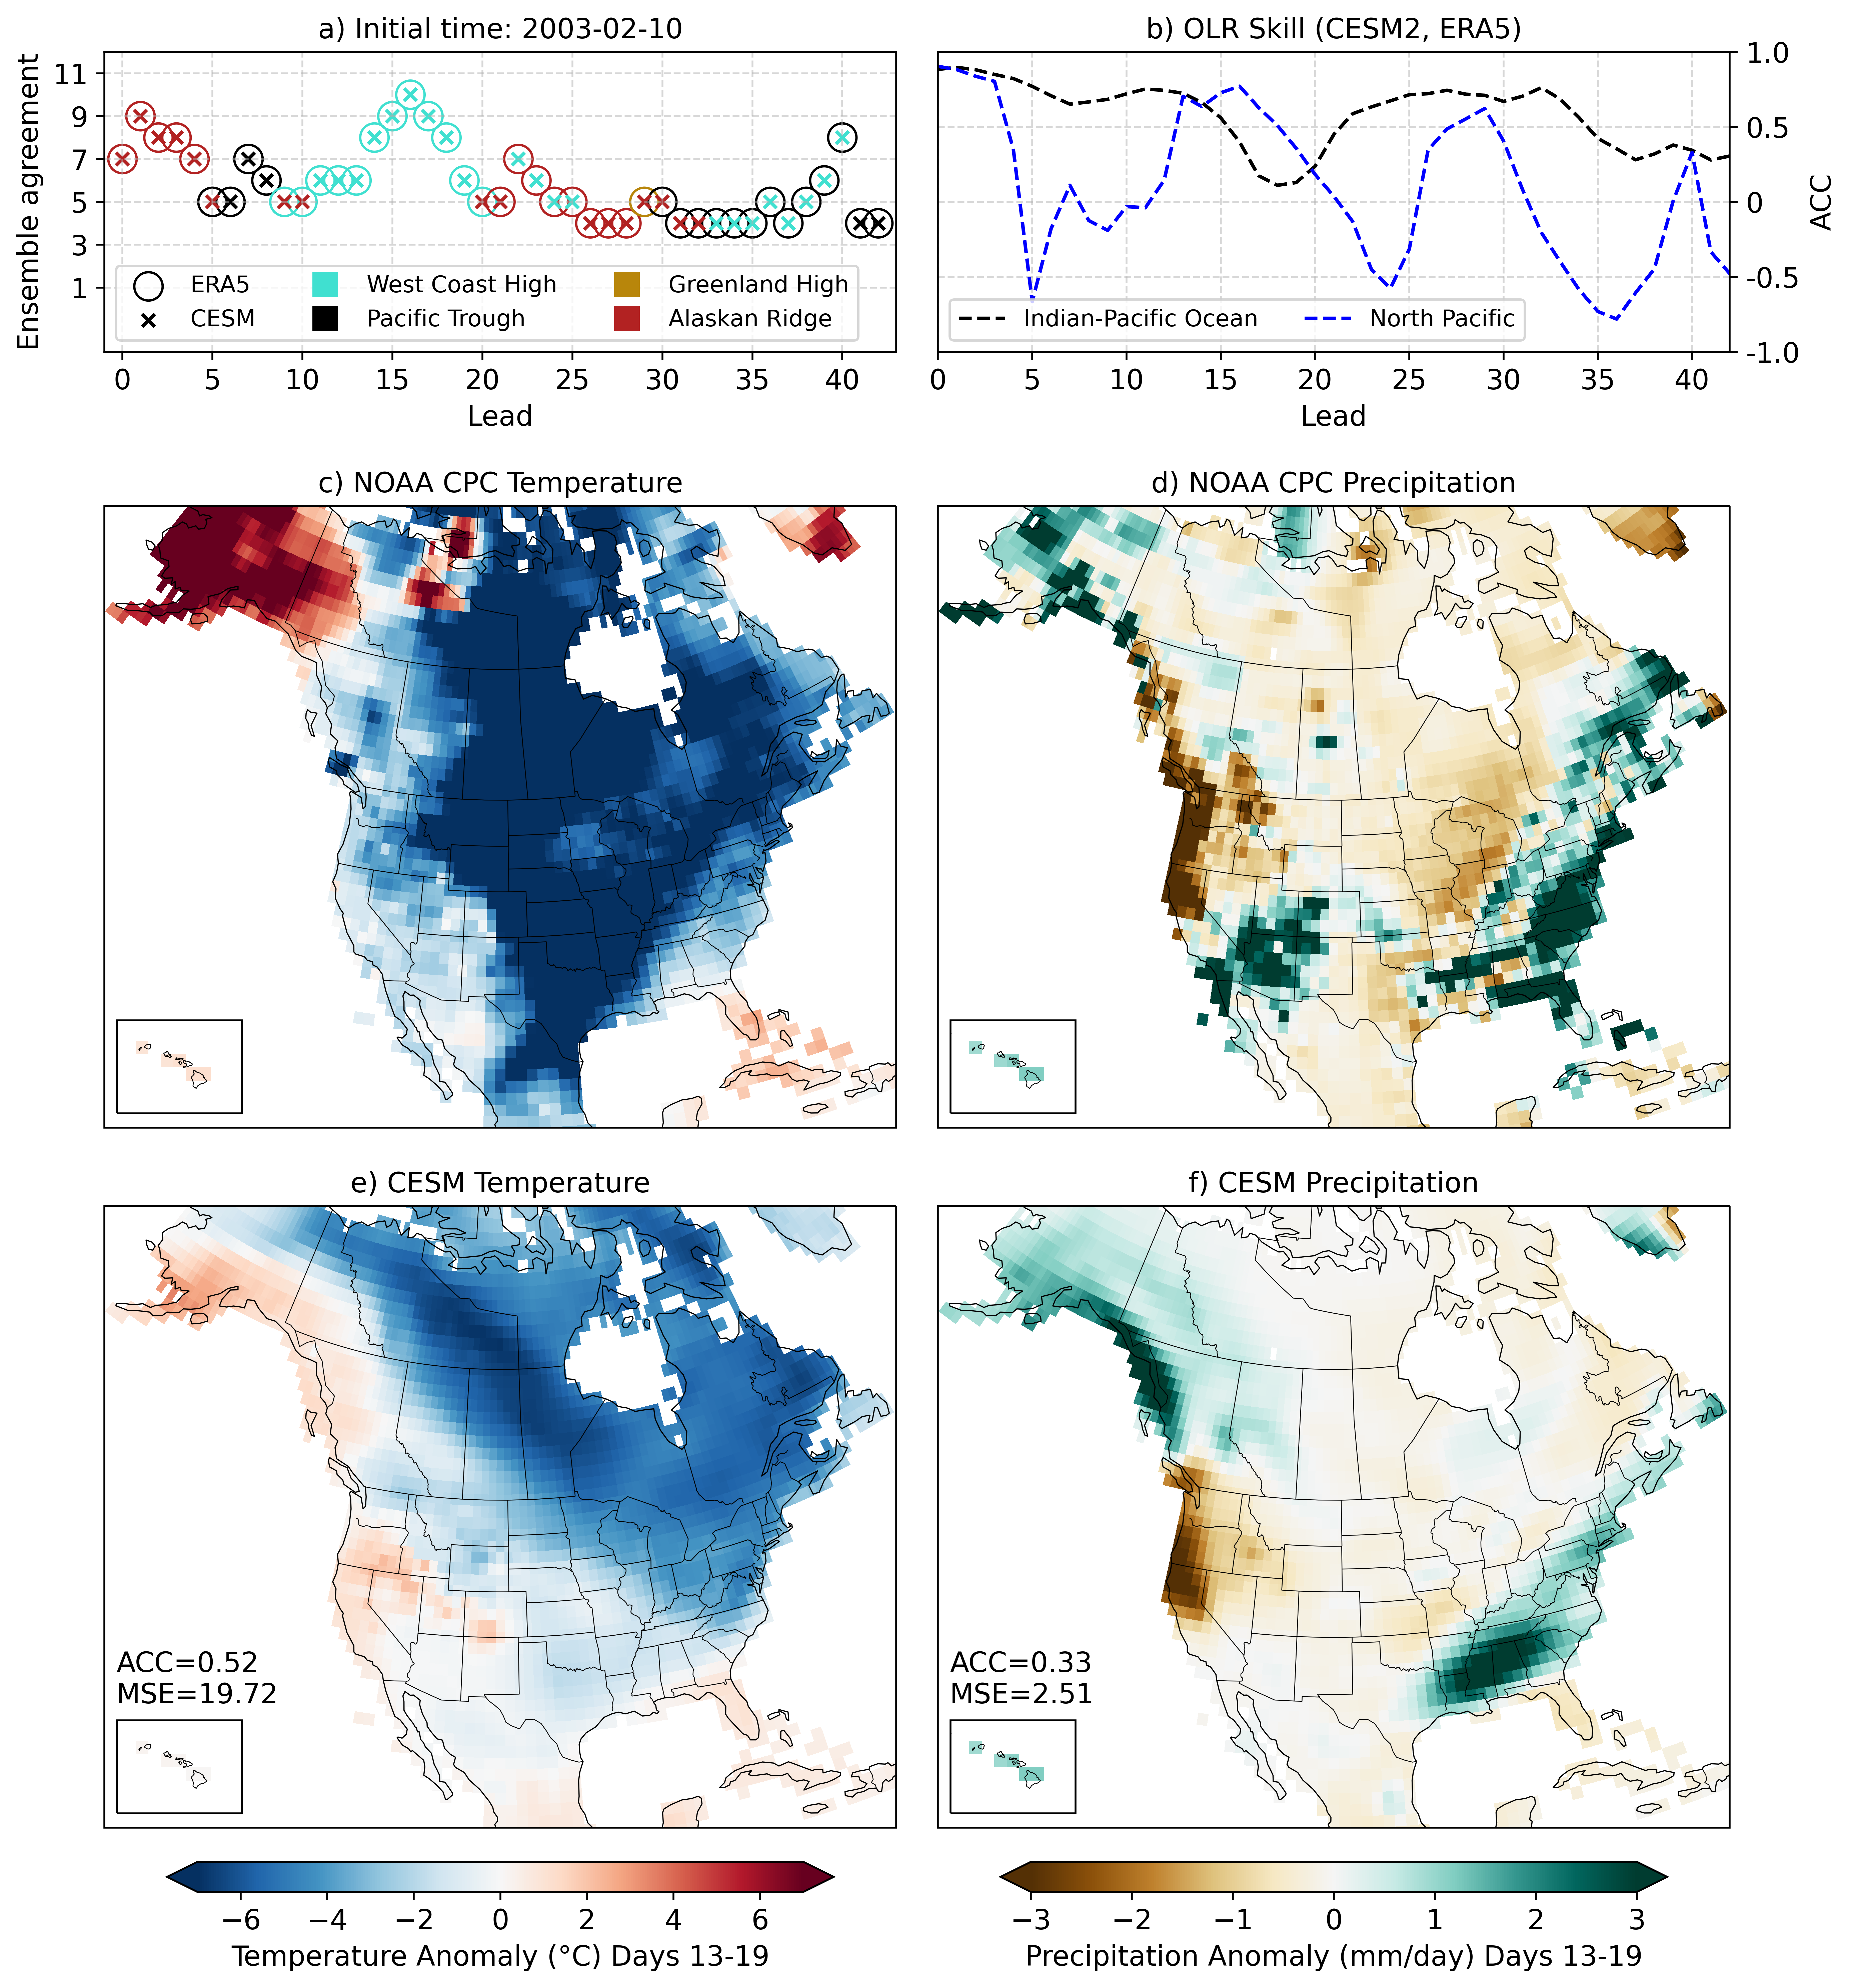 a) Initial time: 2003-02-10
Ensemble agreement
11
9
7
5
3
1
ERA5
CESM
West Coast High
Pacific Trough
Greenland High
Alaskan Ridge
0 5 10 15 20 25 30 35 40
Lead
b) OLR Skill (CESM2, ERA5)
1.0
0.5
0
-0.5
-1.0
ACC
Indian-Pacific Ocean
North Pacific
0 5 10 15 20 25 30 35 40
Lead
c) NOAA CPC Temperature
d) NOAA CPC Precipitation
e) CESM Temperature
ACC=0.52
MSE=19.72
f) CESM Precipitation
ACC=0.33
MSE=2.51
−6 −4 −2 0 2 4 6
Temperature Anomaly (°C) Days 13-19
−3 −2 −1 0 1 2 3
Precipitation Anomaly (mm/day) Days 13-19